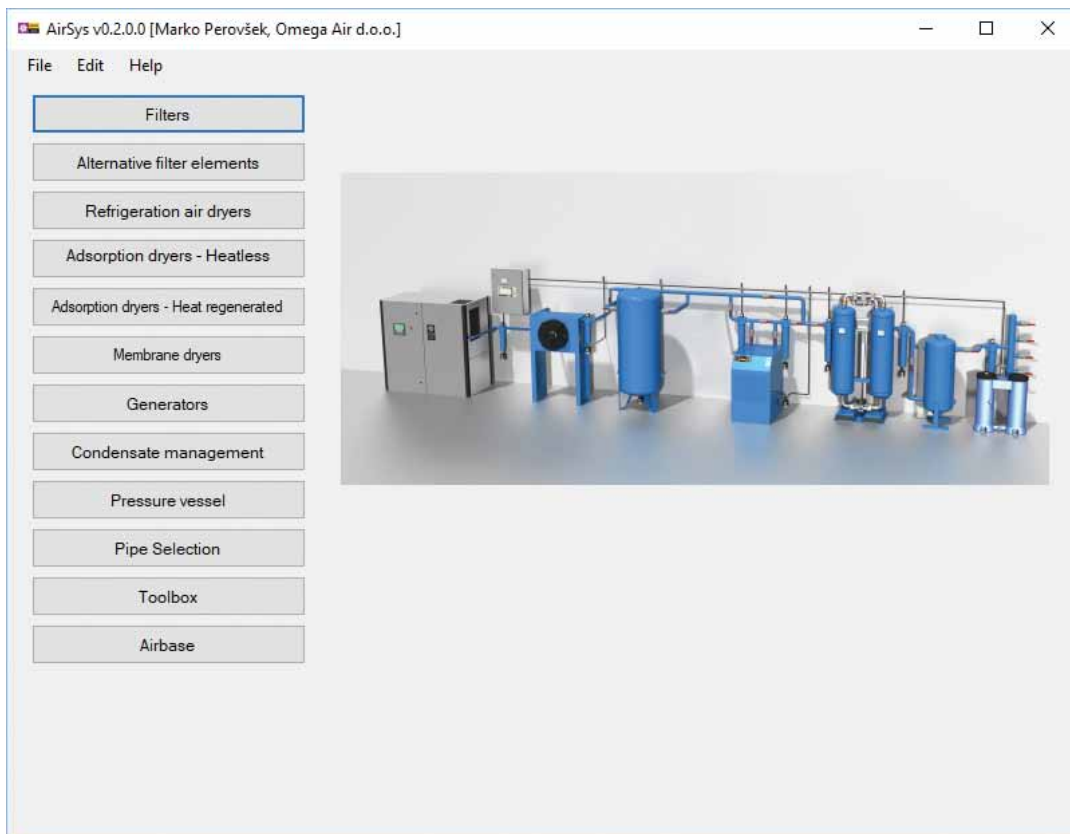 AirSys v0.2.0.0 [Marko Perovšek, Omega Air d.o.o.]
File Edit Help
Filters
Alternative filter elements
Refrigeration air dryers
Adsorption dryers - Heatless
Adsorption dryers - Heat regenerated
Membrane dryers
Generators
Condensate management
Pressure vessel
Pipe Selection
Toolbox
Airbase